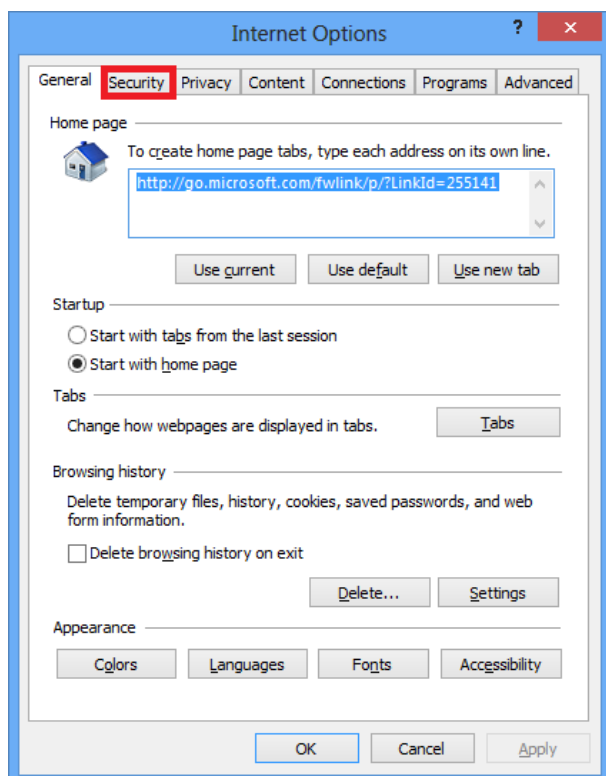 Internet Options
? ×
General Security Privacy Content Connections Programs Advanced
Home page
To create home page tabs, type each address on its own line.
http://go.microsoft.com/fwlink/p/?LinkId=255141
Use current Use default Use new tab
Startup
Start with tabs from the last session
Start with home page
Tabs
Change how webpages are displayed in tabs. Tabs
Browsing history
Delete temporary files, history, cookies, saved passwords, and web
form information.
Delete browsing history on exit
Delete... Settings
Appearance
Colors Languages Fonts Accessibility
OK Cancel Apply